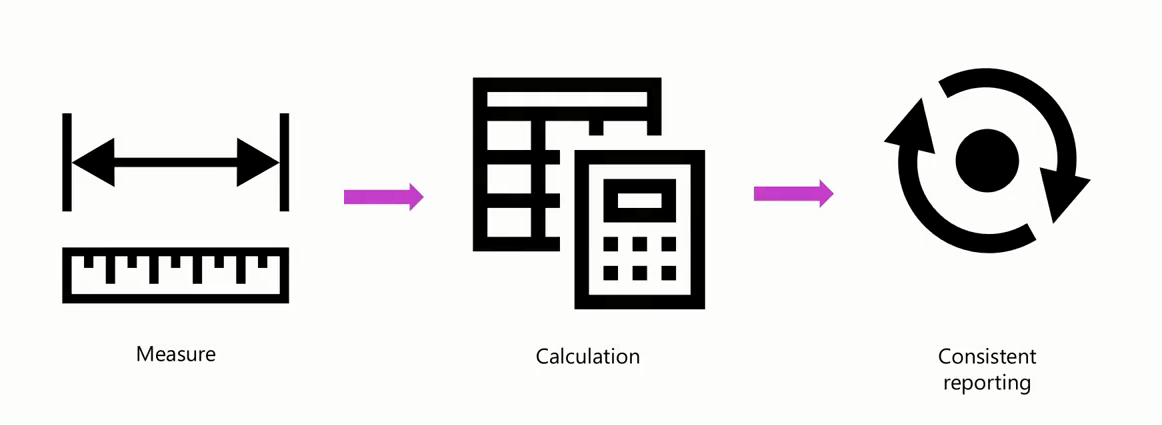 Measure
Calculation
Consistent
reporting